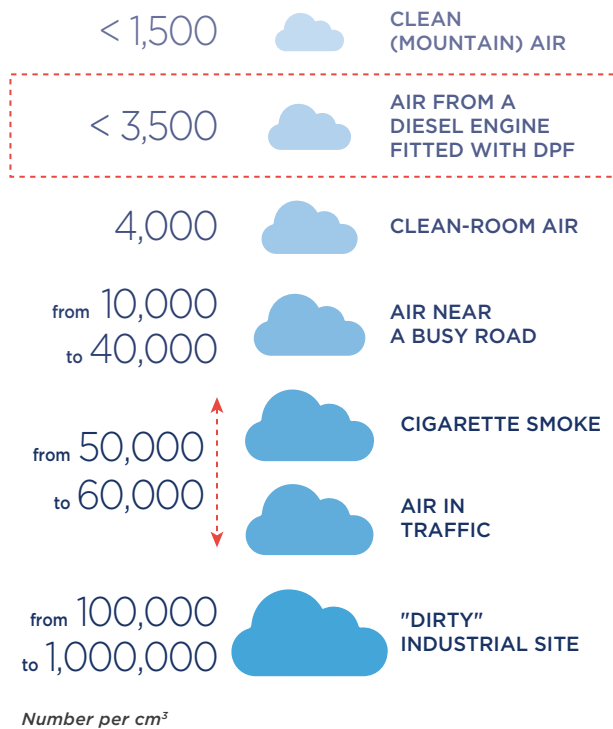 < 1,500
CLEAN
(MOUNTAIN) AIR
< 3,500
AIR FROM A
DIESEL ENGINE
FITTED WITH DPF
4,000
CLEAN-ROOM AIR
from 10,000
to 40,000
AIR NEAR
A BUSY ROAD
from 50,000
to 60,000
CIGARETTE SMOKE
AIR IN
TRAFFIC
from 100,000
to 1,000,000
"DIRTY"
INDUSTRIAL SITE
Number per cm³